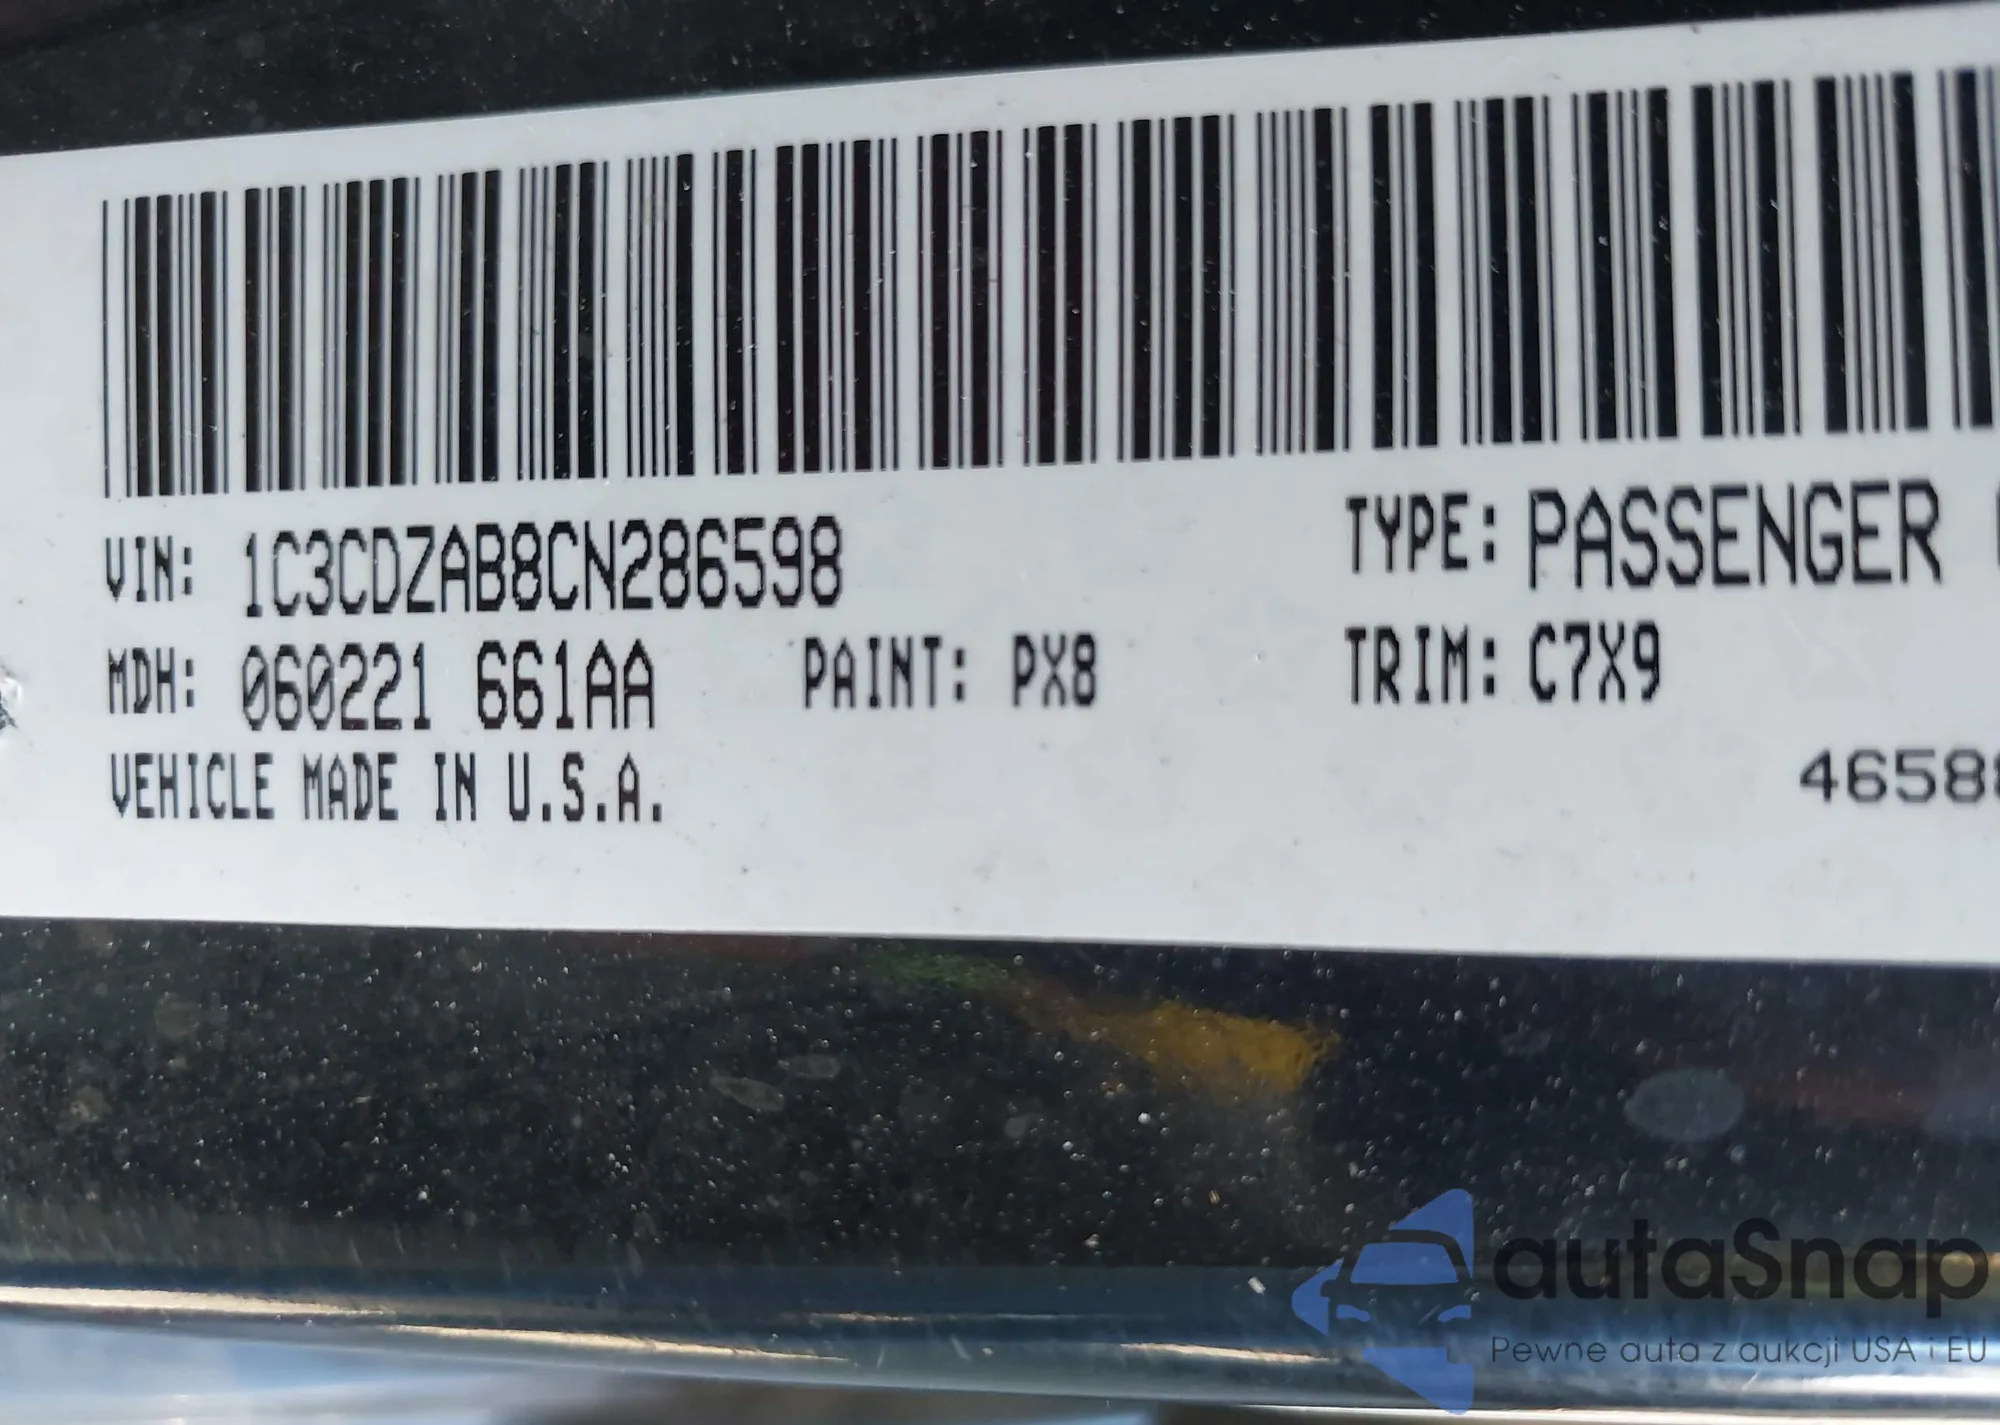 VIN: 1C3CDZAB8CN286598
TYPE: PASSENGER
MDH: 060221 661AA
PAINT: PX8
TRIM: C7X9
VEHICLE MADE IN U.S.A.
4658
autaSnap
Pewne auta z aukcji USA i EU